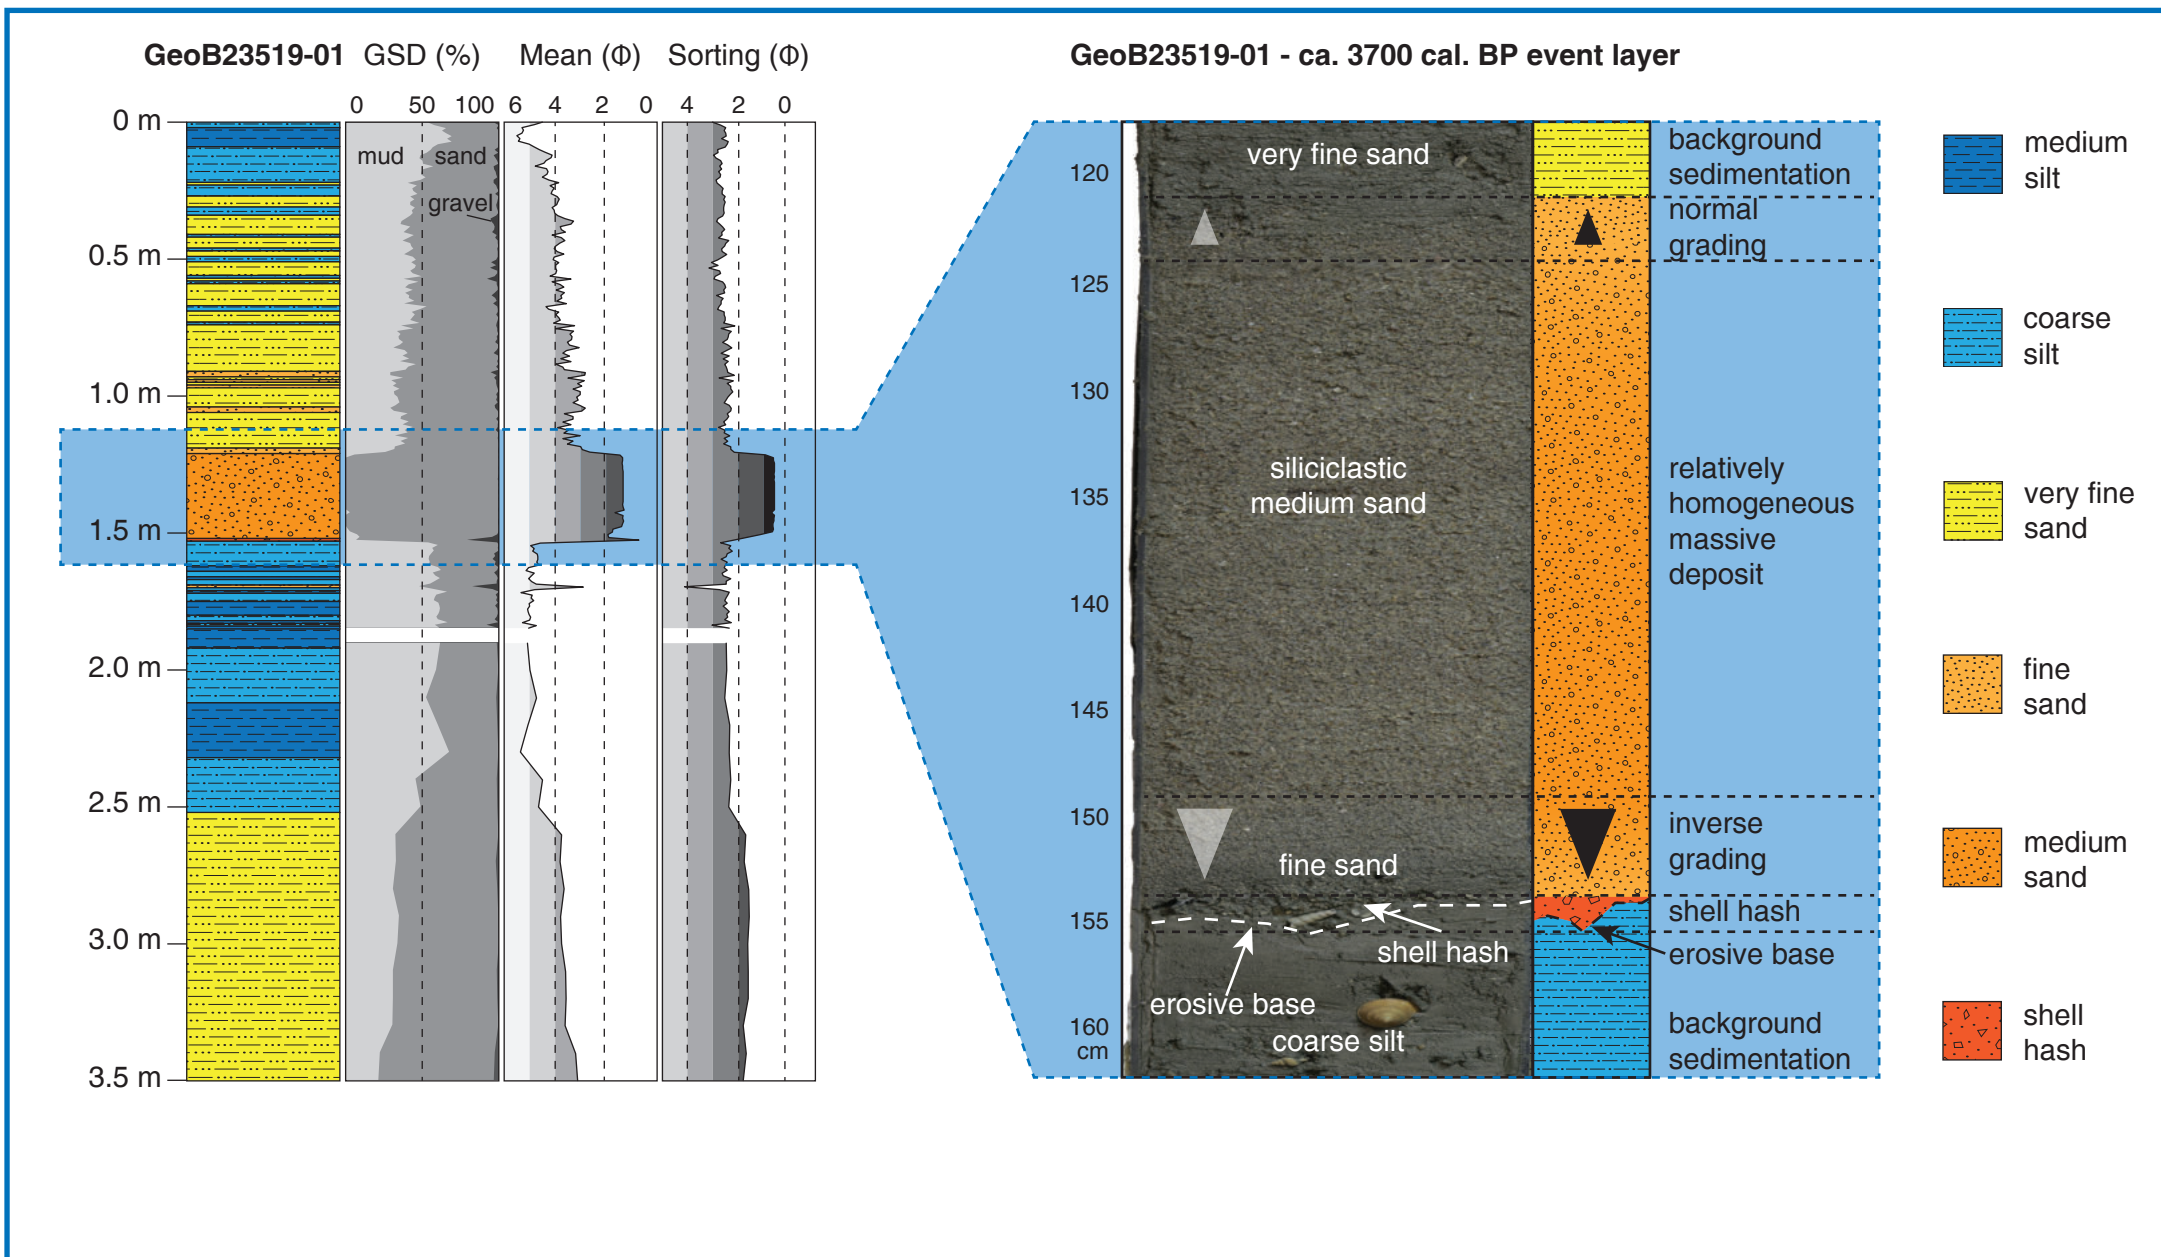 GeoB23519-01 GSD (%) Mean (Φ) Sorting (Φ)
0 50 100 6 4 2 0 4 2 0
0 m
0.5 m
1.0 m
1.5 m
2.0 m
2.5 m
3.0 m
3.5 m
mud sand
gravel
GeoB23519-01 - ca. 3700 cal. BP event layer
120
125
130
135
140
145
150
155
160
cm
very fine sand
siliciclastic
medium sand
fine sand
shell hash
erosive base
coarse silt
background
sedimentation
normal
grading
relatively
homogeneous
massive
deposit
inverse
grading
shell hash
erosive base
background
sedimentation
medium
silt
coarse
silt
very fine
sand
fine
sand
medium
sand
shell
hash